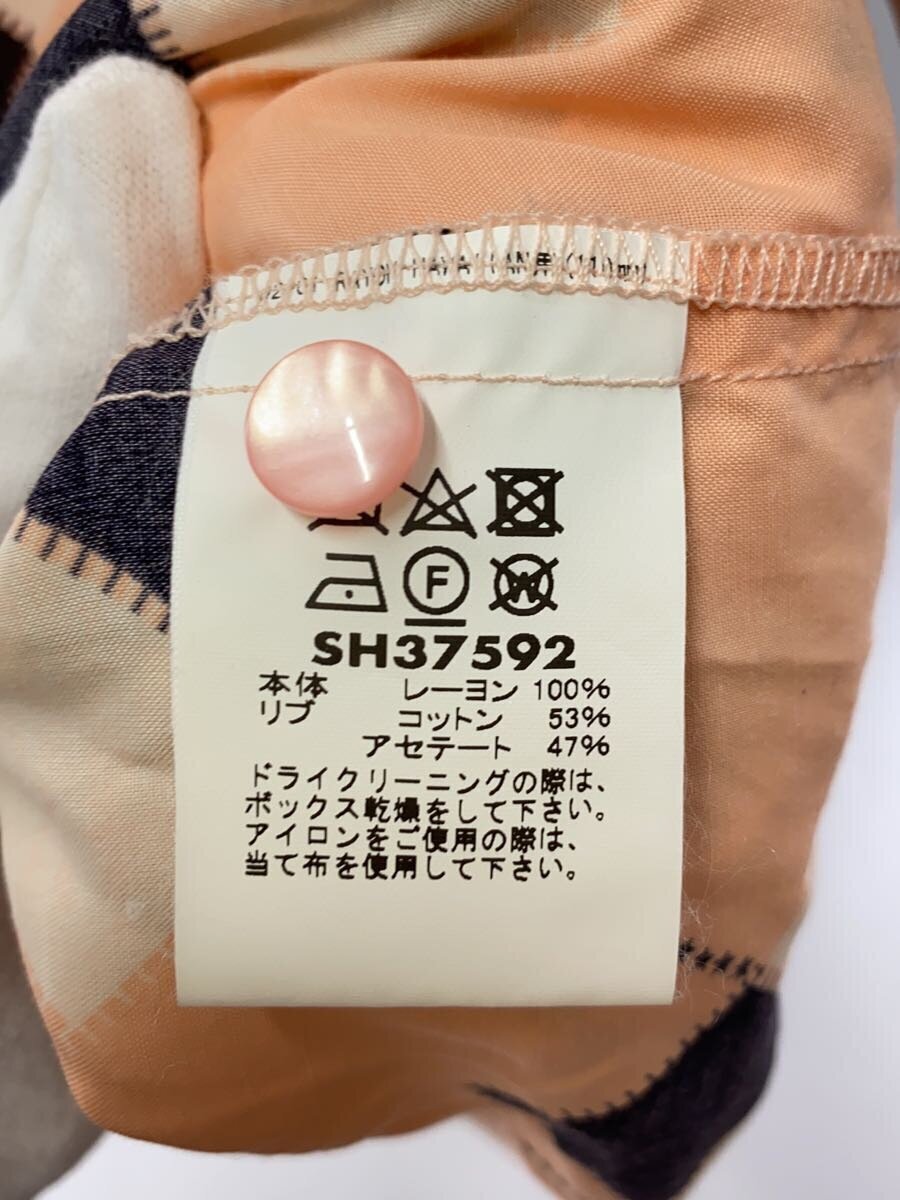 F
W
SH37592
本体 レーヨン 100%
リブ コットン 53%
アセテート 47%
ドライクリーニングの際は、
ボックス乾燥をして下さい。
アイロンをご使用の際は、
当て布を使用して下さい。